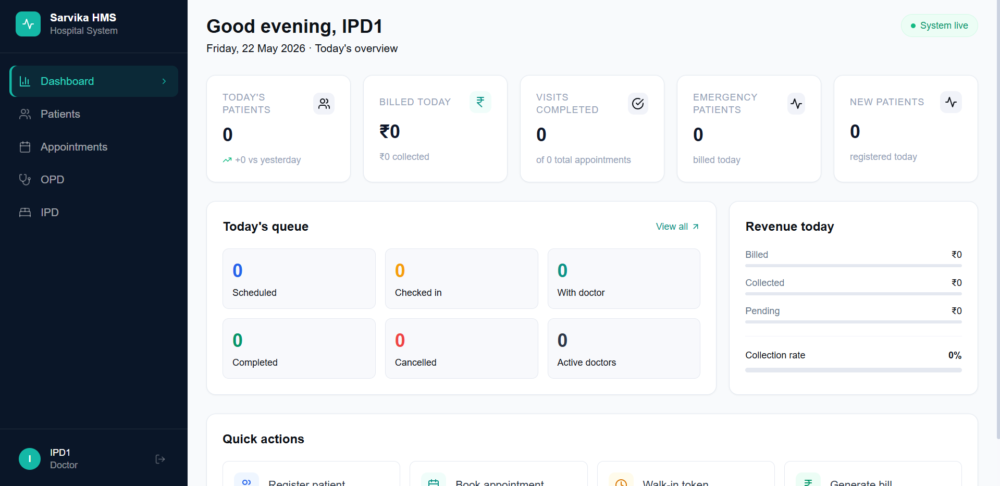 Sarvika HMS
Hospital System
Dashboard
Patients
Appointments
OPD
IPD
I
IPD1
Doctor
Good evening, IPD1
Friday, 22 May 2026 · Today's overview
System live
TODAY'S
PATIENTS
0
+0 vs yesterday
BILLED TODAY
₹
₹0
₹0 collected
VISITS
COMPLETED
0
of 0 total appointments
EMERGENCY
PATIENTS
0
billed today
NEW PATIENTS
0
registered today
Today's queue
View all
0
Scheduled
0
Checked in
0
With doctor
0
Completed
0
Cancelled
0
Active doctors
Revenue today
Billed ₹0
Collected ₹0
Pending ₹0
Collection rate 0%
Quick actions
Register patient
Book appointment
Walk-in token
₹
Generate bill